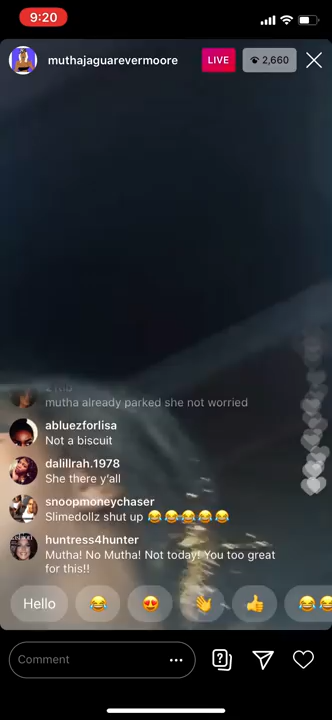 9:20
muthajaguarevermoore
LIVE
2,660
mutha already parked she not worried
abluezforlisa
Not a biscuit
dalillrah.1978
She there y'all
snoopmoneychaser
Slimedollz shut up 😂😂😂😂😂
huntress4hunter
Mutha! No Mutha! Not today! You too great
for this!!
Hello 😂 😍 👋 👍 😂😂
Comment